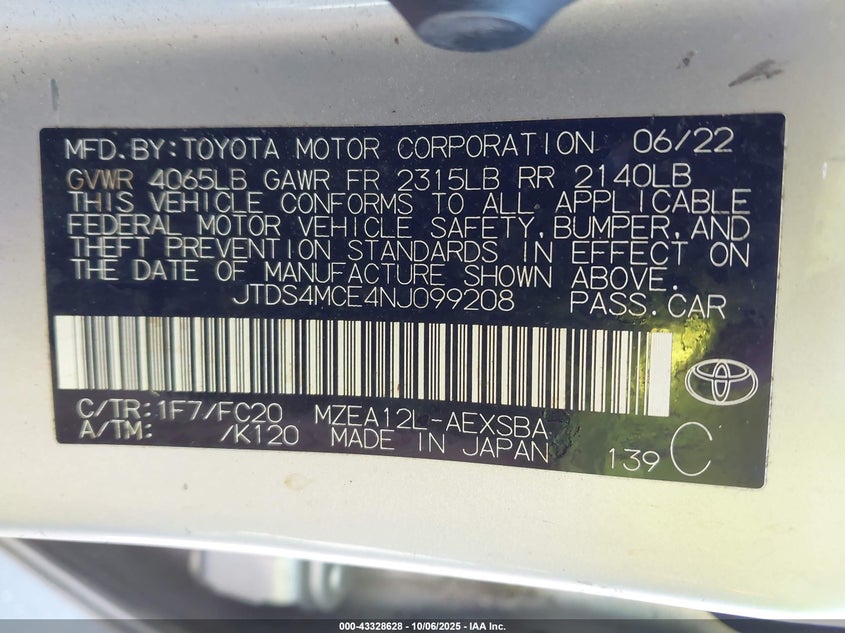 MFD.BY:TOYOTA MOTOR CORPORATION 06/22
GVWR 4065LB GAWR FR 2315LB RR 2140LB
THIS VEHICLE CONFORMS TO ALL APPLICABLE
FEDERAL MOTOR VEHICLE SAFETY,BUMPER,AND
THEFT PREVENTION STANDARDS IN EFFECT ON
THE DATE OF MANUFACTURE SHOWN ABOVE.
JTDS4MCE4NJ099208 PASS.CAR
C/TR:1F7/FC20 MZEA12L-AEXSBA
A/TM: /K120 MADE IN JAPAN 139 C
000-43328628 - 10/06/2025 - IAA Inc.